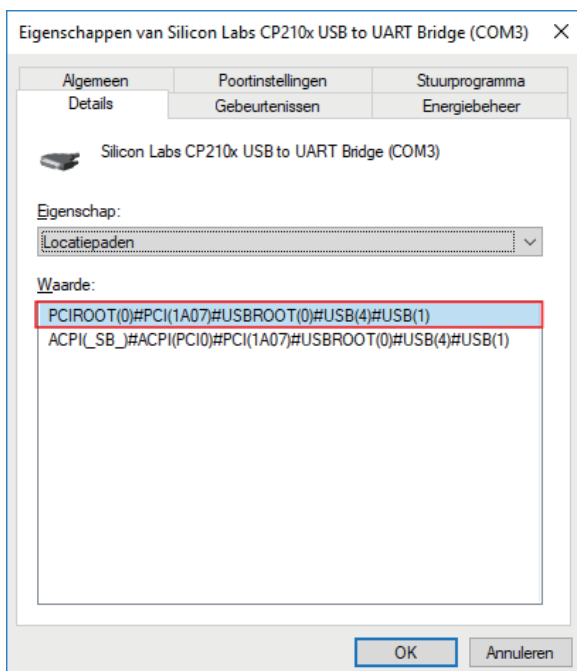 Eigenschappen van Silicon Labs CP210x USB to UART Bridge (COM3)
Algemeen Poortinstellingen Stuurprogramma
Details Gebeurtenissen Energiebeheer
Silicon Labs CP210x USB to UART Bridge (COM3)
Eigenschap:
Locatiepaden
Waarde:
PCIROOT(0)#PCI(1A07)#USBROOT(0)#USB(4)#USB(1)
ACPI(_SB_)#ACPI(PCI0)#PCI(1A07)#USBROOT(0)#USB(4)#USB(1)
OK Annuleren